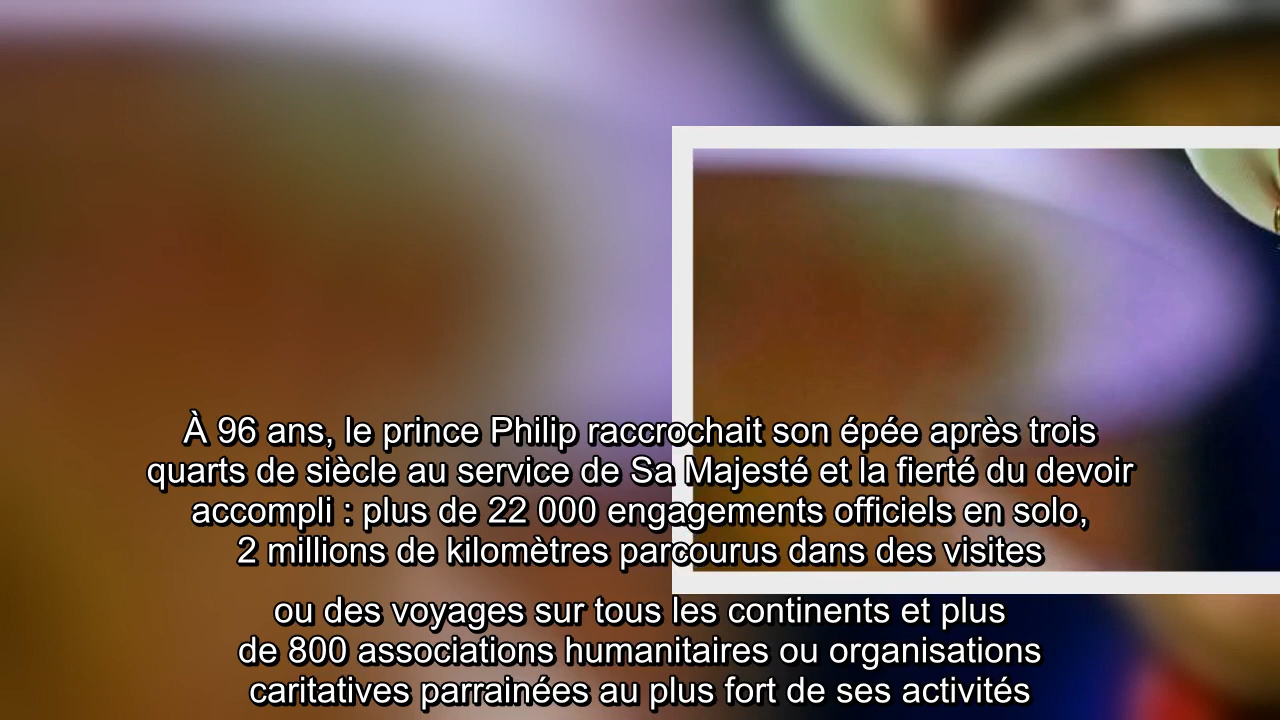 À 96 ans, le prince Philip raccrochait son épée après trois
quarts de siècle au service de Sa Majesté et la fierté du devoir
accompli : plus de 22 000 engagements officiels en solo,
2 millions de kilomètres parcourus dans des visites
ou des voyages sur tous les continents et plus
de 800 associations humanitaires ou organisations
caritatives parrainées au plus fort de ses activités